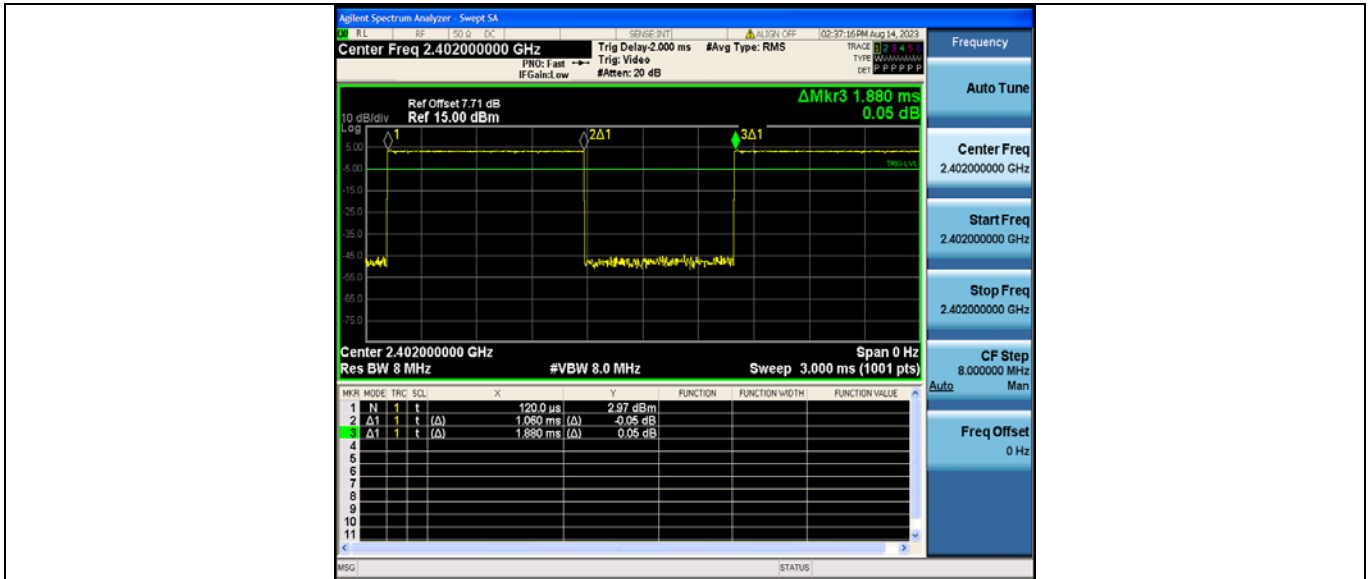 Agilent Spectrum Analyzer - Swept SA
RL RF 50 Ω DC SENSE:INT ALIGN OFF 02:37:16PM Aug 14, 2023
Center Freq 2.402000000 GHz
PNO: Fast
IFGain:Low
Trig Delay-2.000 ms
Trig: Video
#Atten: 20 dB
#Avg Type: RMS
TRACE 1 2 3 4 5 6
TYPE WWWWWW
DET P P P P P P
Ref Offset 7.71 dB
10 dB/div Ref 15.00 dBm
Log
ΔMkr3 1.880 ms
0.05 dB
1
2Δ1
3Δ1
TRIG LVL
5.00
-5.00
-15.0
-25.0
-35.0
-45.0
-55.0
-65.0
-75.0
Center 2.402000000 GHz Span 0 Hz
Res BW 8 MHz #VBW 8.0 MHz Sweep 3.000 ms (1001 pts)
MKR MODE TRC SCL X Y FUNCTION FUNCTION WIDTH FUNCTION VALUE
1 N 1 t 120.0 µs 2.97 dBm
2 Δ1 1 t (Δ) 1.060 ms (Δ) -0.05 dB
3 Δ1 1 t (Δ) 1.880 ms (Δ) 0.05 dB
4
5
6
7
8
9
10
11
MSG STATUS
Frequency
Auto Tune
Center Freq
2.402000000 GHz
Start Freq
2.402000000 GHz
Stop Freq
2.402000000 GHz
CF Step
8.000000 MHz
Auto Man
Freq Offset
0 Hz